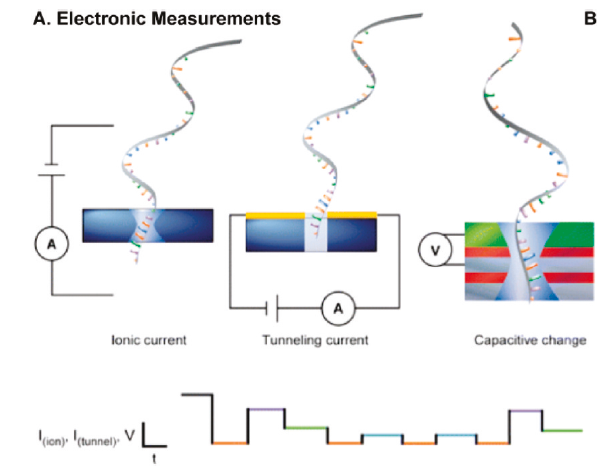 A. Electronic Measurements
B
A
A
V
Ionic current
Tunneling current
Capacitive change
I(ion), I(tunnel), V
t